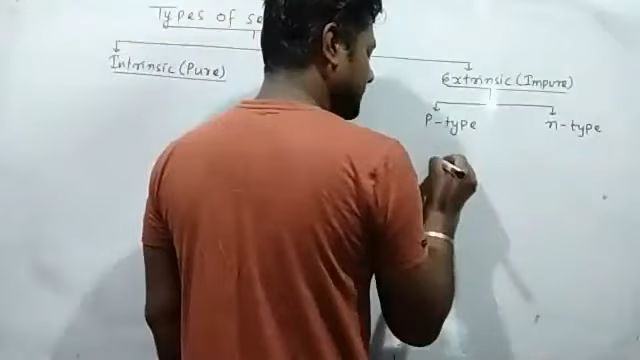 Types of se
Intrinsic (Pure)
Extrinsic (Impure)
P-type
n-type